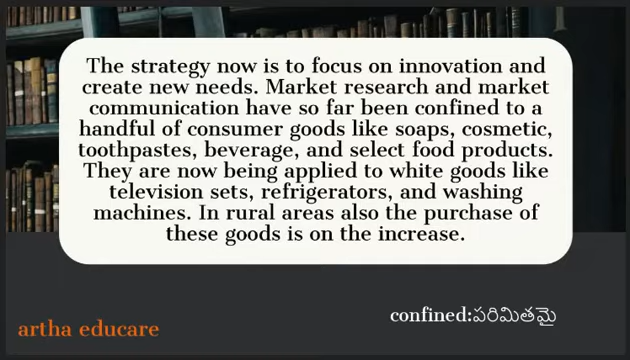 The strategy now is to focus on innovation and
create new needs. Market research and market
communication have so far been confined to a
handful of consumer goods like soaps, cosmetic,
toothpastes, beverage, and select food products.
They are now being applied to white goods like
television sets, refrigerators, and washing
machines. In rural areas also the purchase of
these goods is on the increase.
confined:పరిమితమై
artha educare